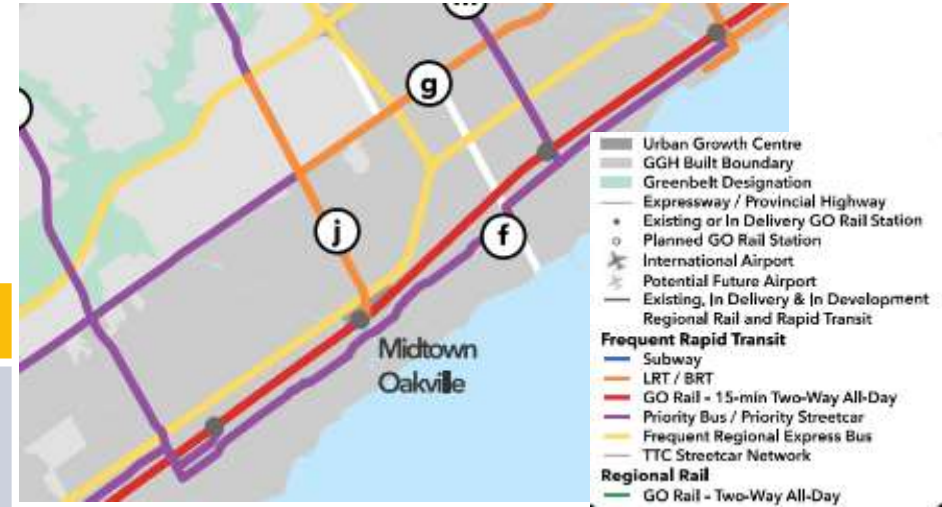 g
j
f
Midtown
Oakville
Urban Growth Centre
GGH Built Boundary
Greenbelt Designation
Expressway / Provincial Highway
Existing or In Delivery GO Rail Station
Planned GO Rail Station
International Airport
Potential Future Airport
Existing, In Delivery & In Development
Regional Rail and Rapid Transit
Frequent Rapid Transit
Subway
LRT / BRT
GO Rail - 15-min Two-Way All-Day
Priority Bus / Priority Streetcar
Frequent Regional Express Bus
TTC Streetcar Network
Regional Rail
GO Rail - Two-Way All-Day